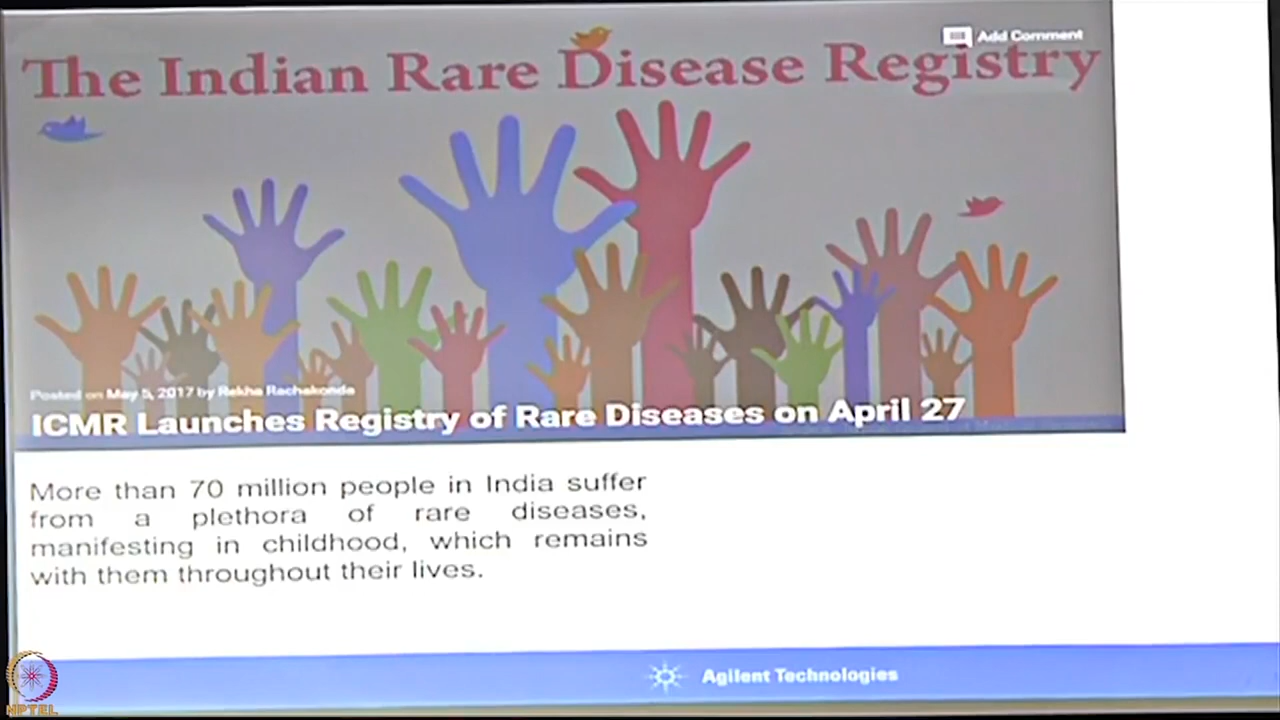 Add Comment
The Indian Rare Disease Registry
Posted on May 5, 2017 by Rekha Rachakonda
ICMR Launches Registry of Rare Diseases on April 27
More than 70 million people in India suffer
from a plethora of rare diseases,
manifesting in childhood, which remains
with them throughout their lives.
Agilent Technologies
NPTEL